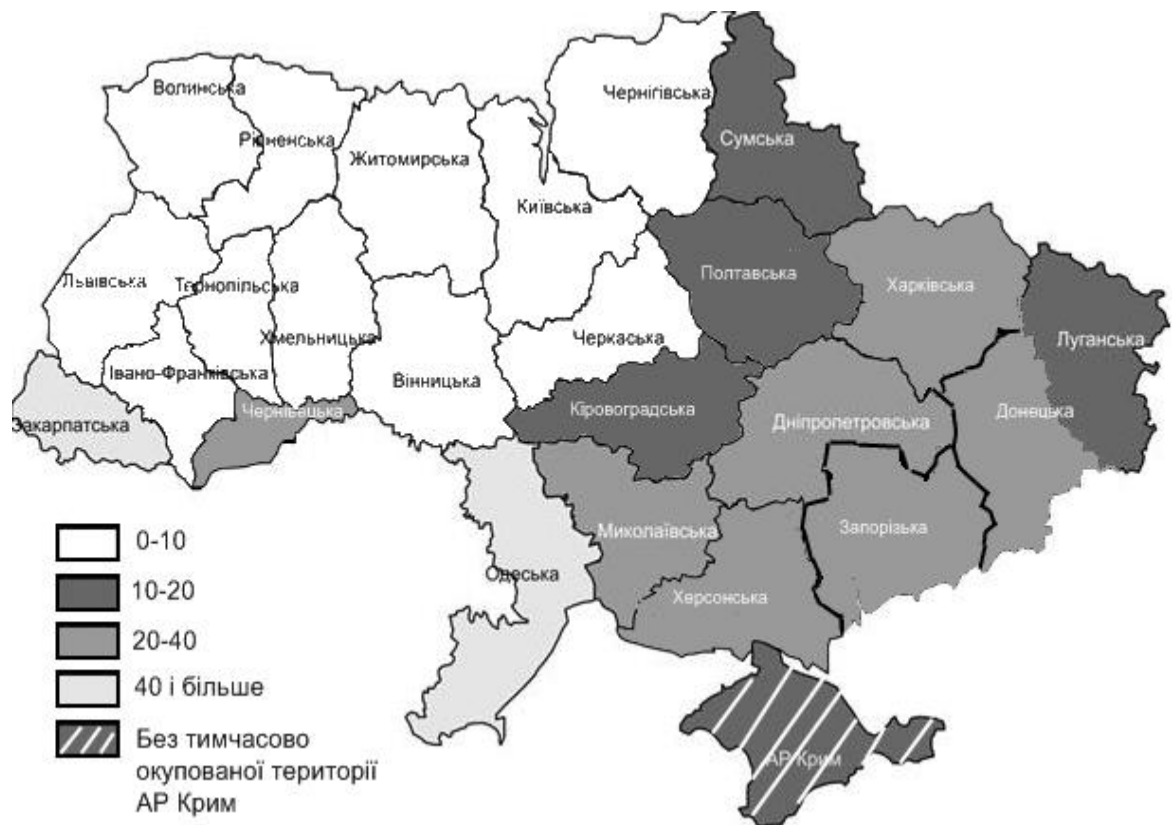 Волинська
Рівненська
Житомирська
Чернігівська
Сумська
Київська
Львівська
Тернопільська
Хмельницька
Полтавська
Харківська
Луганська
Черкаська
Івано-Франківська
Вінницька
Закарпатська
Чернівецька
Кіровоградська
Дніпропетровська
Донецька
Миколаївська
Запорізька
Одеська
Херсонська
АР Крим
0-10
10-20
20-40
40 і більше
Без тимчасово
окупованої території
АР Крим